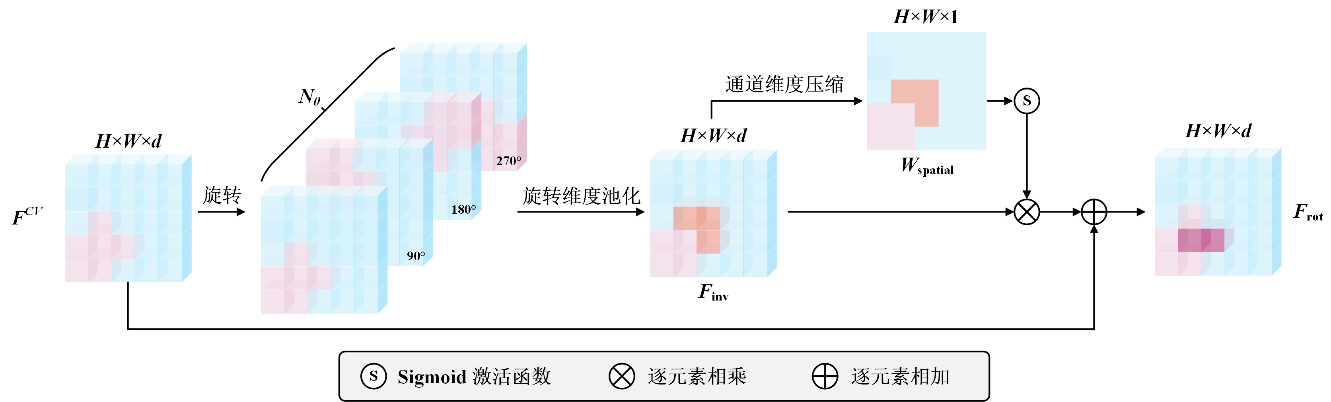 H×W×1
N₀
通道维度压缩
S
H×W×d
H×W×d
H×W×d
270°
W_spatial
旋转
180°
旋转维度池化
F^CV
F_rot
90°
F_inv
S Sigmoid 激活函数
逐元素相乘
逐元素相加